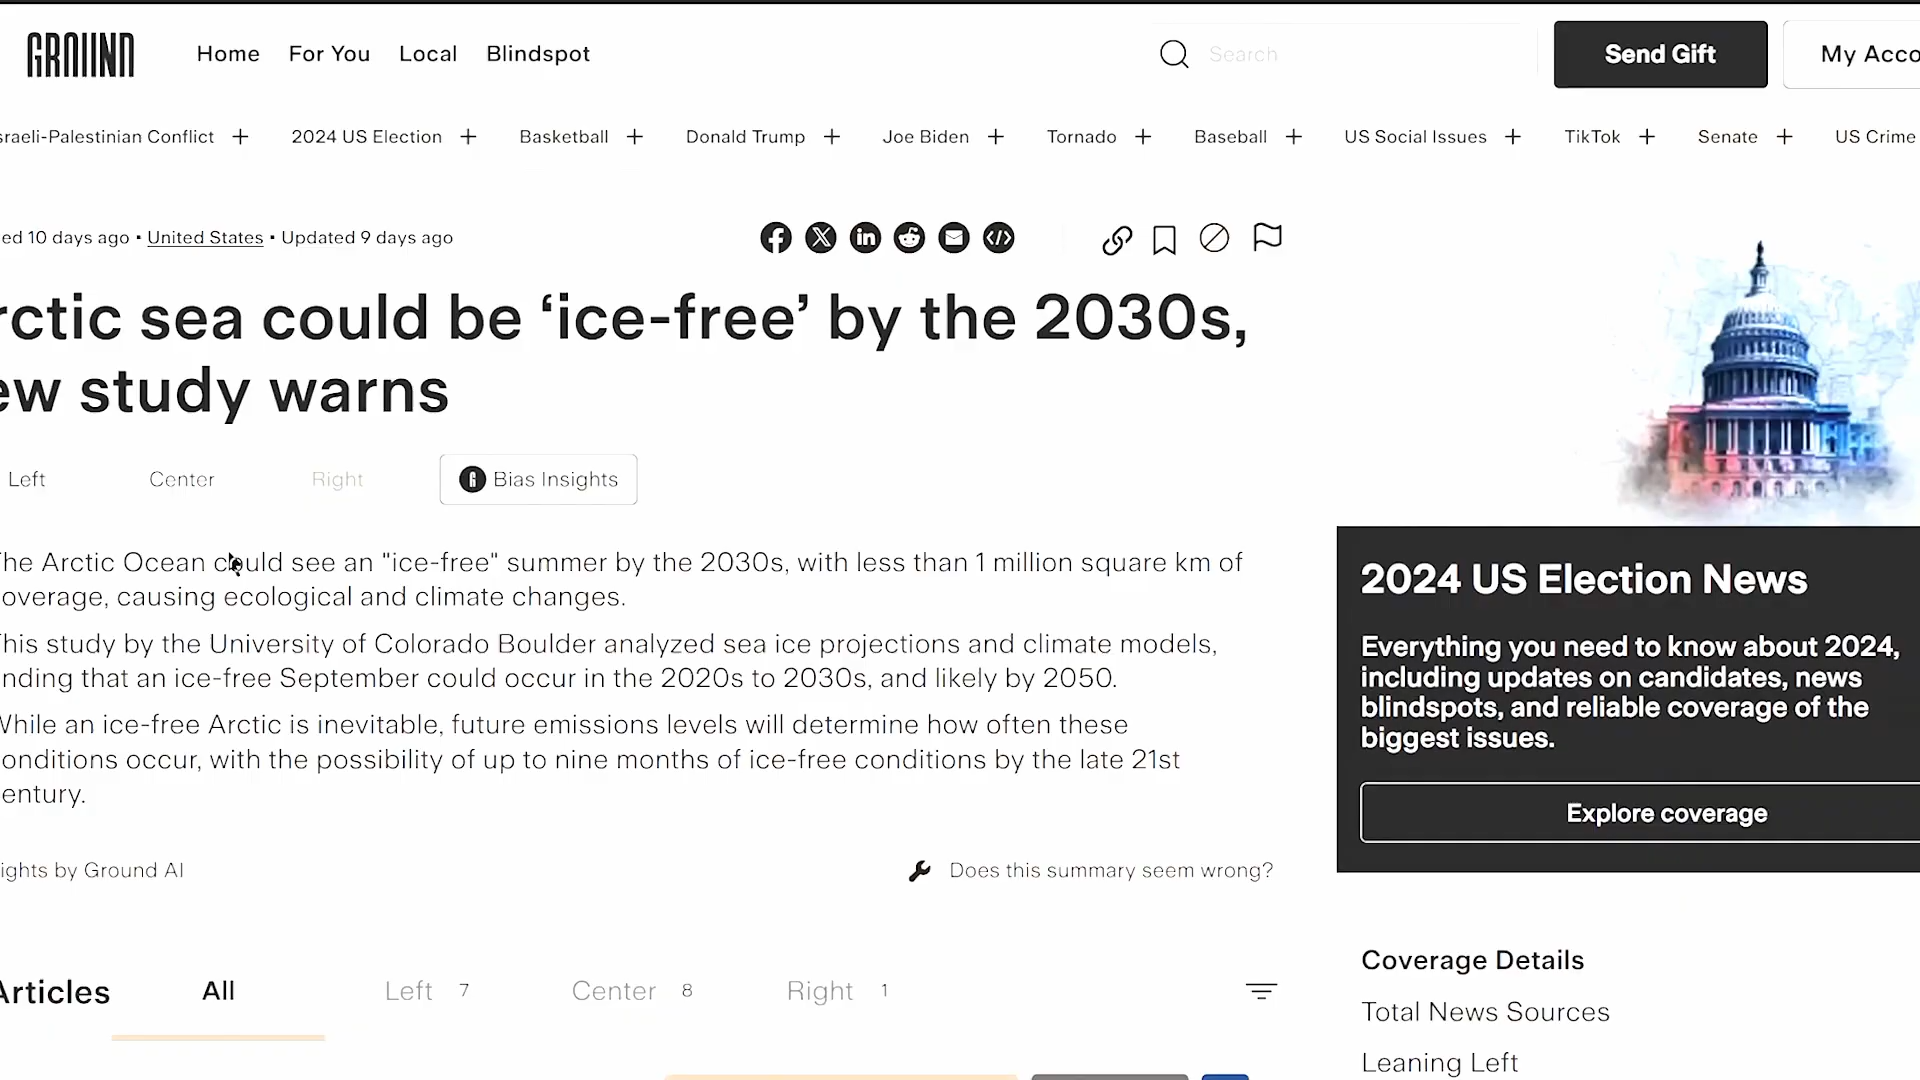 GROUND
Home For You Local Blindspot
Search
Send Gift
My Acco
sraeli-Palestinian Conflict + 2024 US Election + Basketball + Donald Trump + Joe Biden + Tornado + Baseball + US Social Issues + TikTok + Senate + US Crime
ed 10 days ago • United States • Updated 9 days ago
rctic sea could be ‘ice-free’ by the 2030s,
ew study warns
Left Center Right Bias Insights
he Arctic Ocean could see an "ice-free" summer by the 2030s, with less than 1 million square km of
overage, causing ecological and climate changes.
his study by the University of Colorado Boulder analyzed sea ice projections and climate models,
nding that an ice-free September could occur in the 2020s to 2030s, and likely by 2050.
While an ice-free Arctic is inevitable, future emissions levels will determine how often these
onditions occur, with the possibility of up to nine months of ice-free conditions by the late 21st
entury.
ights by Ground AI
Does this summary seem wrong?
Articles All Left 7 Center 8 Right 1
2024 US Election News
Everything you need to know about 2024,
including updates on candidates, news
blindspots, and reliable coverage of the
biggest issues.
Explore coverage
Coverage Details
Total News Sources
Leaning Left